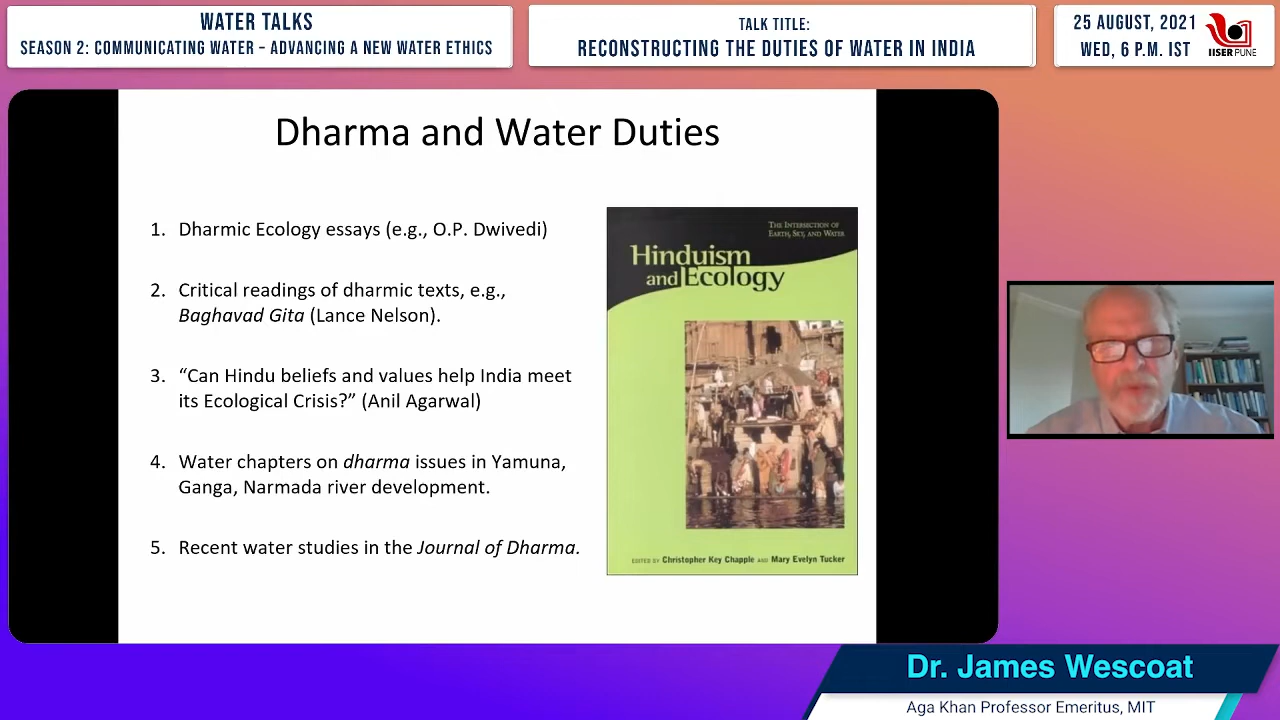 WATER TALKS
SEASON 2: COMMUNICATING WATER – ADVANCING A NEW WATER ETHICS
TALK TITLE:
RECONSTRUCTING THE DUTIES OF WATER IN INDIA
25 AUGUST, 2021
WED, 6 P.M. IST
IISER PUNE
Dharma and Water Duties
1. Dharmic Ecology essays (e.g., O.P. Dwivedi)
2. Critical readings of dharmic texts, e.g.,
Baghavad Gita (Lance Nelson).
3. “Can Hindu beliefs and values help India meet
its Ecological Crisis?” (Anil Agarwal)
4. Water chapters on dharma issues in Yamuna,
Ganga, Narmada river development.
5. Recent water studies in the Journal of Dharma.
THE INTERSECTION OF
EARTH, SKY, AND WATER
Hinduism
and Ecology
EDITED BY Christopher Key Chapple AND Mary Evelyn Tucker
Dr. James Wescoat
Aga Khan Professor Emeritus, MIT